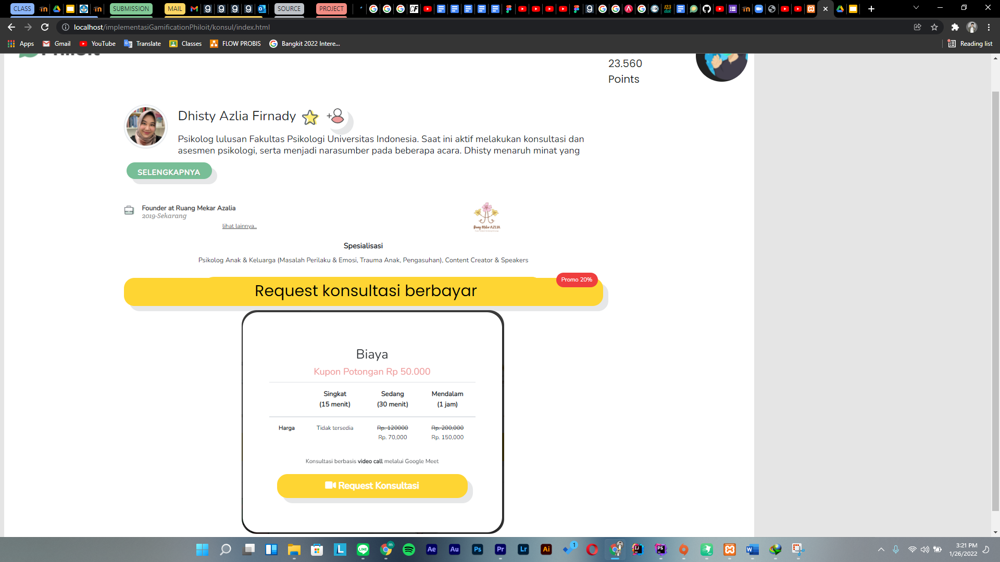 CLASS
SUBMISSION
MAIL
SOURCE
PROJECT
localhost/implementasiGamificationPhiloit/konsul/index.html
Apps
Gmail
YouTube
Translate
Classes
FLOW PROBIS
Bangkit 2022 Intere...
Reading list
23.560
Points
Dhisty Azlia Firnady
Psikolog lulusan Fakultas Psikologi Universitas Indonesia. Saat ini aktif melakukan konsultasi dan
asesmen psikologi, serta menjadi narasumber pada beberapa acara. Dhisty menaruh minat yang
SELENGKAPNYA
Founder at Ruang Mekar Azalia
2019-Sekarang
lihat lainnya..
Ruang Mekar AZLIA
Spesialisasi
Psikolog Anak & Keluarga (Masalah Perilaku & Emosi, Trauma Anak, Pengasuhan), Content Creator & Speakers
Promo 20%
Request konsultasi berbayar
Biaya
Kupon Potongan Rp 50.000
Singkat Sedang Mendalam
(15 menit) (30 menit) (1 jam)
Harga Tidak tersedia Rp. 120000 Rp. 200,000
Rp. 70,000 Rp. 150,000
Konsultasi berbasis video call melalui Google Meet
Request Konsultasi
3:21 PM
1/26/2022